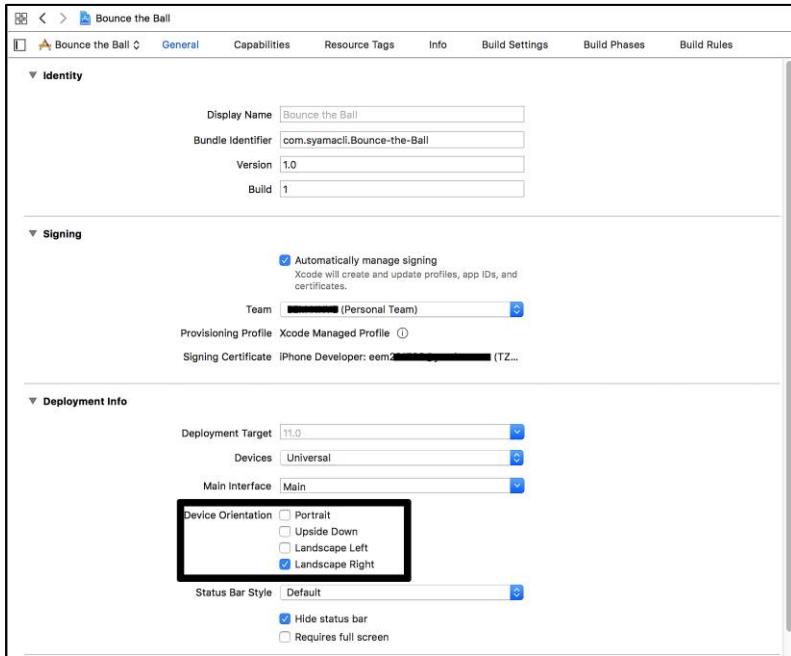 Bounce the Ball
Bounce the Ball General Capabilities Resource Tags Info Build Settings Build Phases Build Rules
Identity
Display Name Bounce the Ball
Bundle Identifier com.syamacli.Bounce-the-Ball
Version 1.0
Build 1
Signing
Automatically manage signing
Xcode will create and update profiles, app IDs, and
certificates.
Team (Personal Team)
Provisioning Profile Xcode Managed Profile
Signing Certificate iPhone Developer: (TZ...
Deployment Info
Deployment Target 11.0
Devices Universal
Main Interface Main
Device Orientation Portrait
Upside Down
Landscape Left
Landscape Right
Status Bar Style Default
Hide status bar
Requires full screen